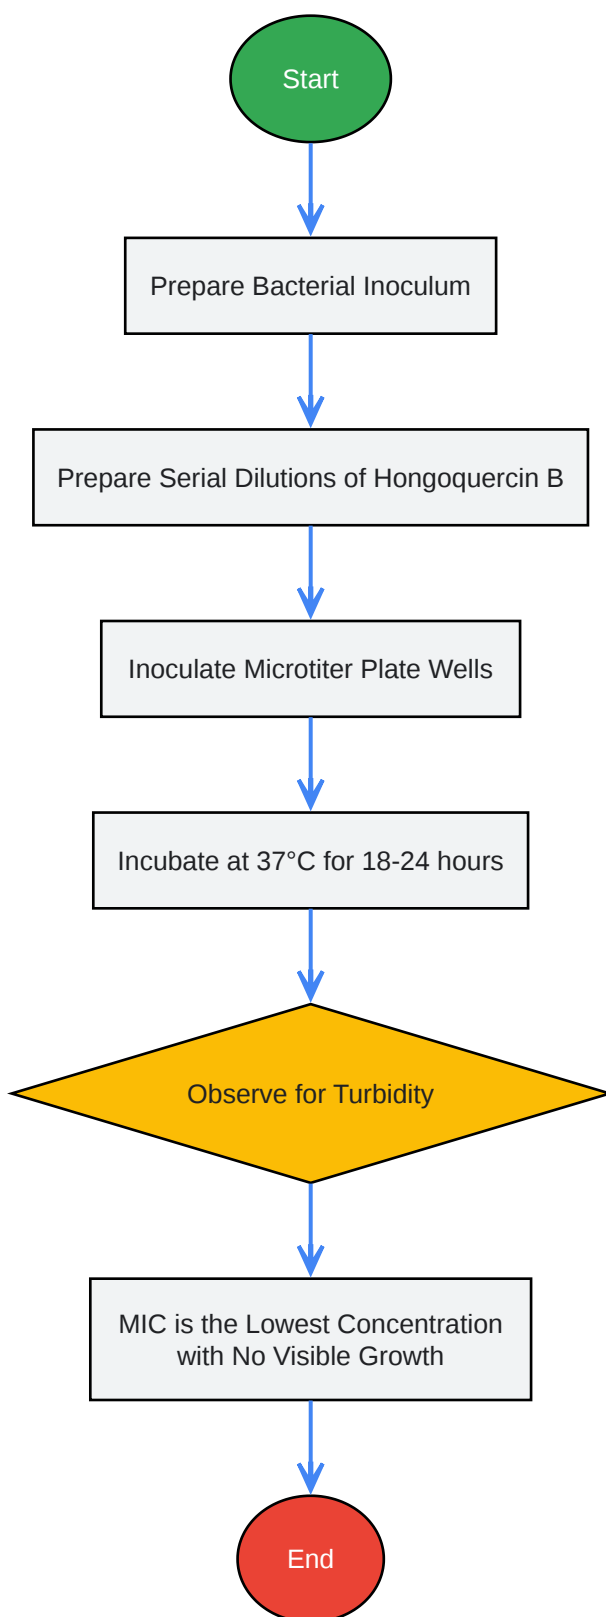 Start
Prepare Bacterial Inoculum
Prepare Serial Dilutions of Hongoquercin B
Inoculate Microtiter Plate Wells
Incubate at 37°C for 18-24 hours
Observe for Turbidity
MIC is the Lowest Concentration
with No Visible Growth
End